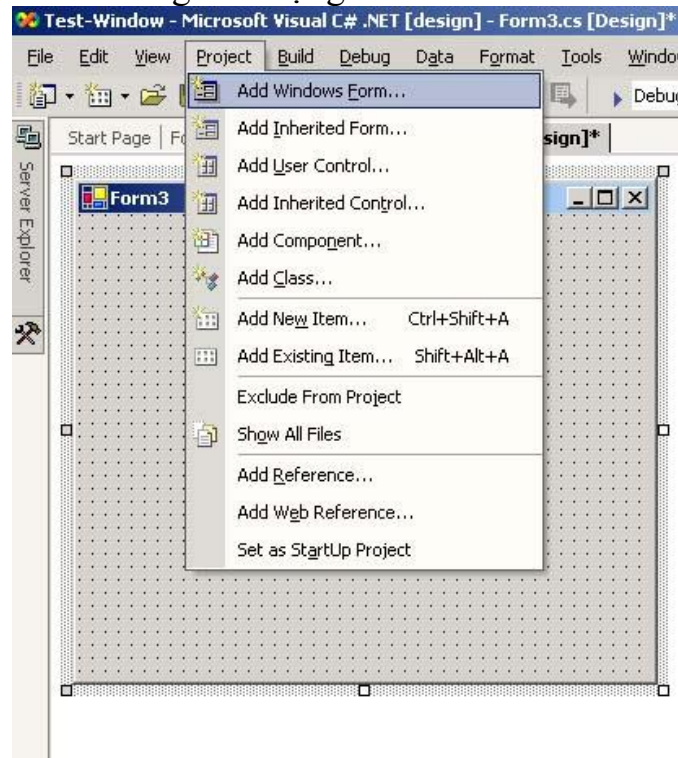 Test-Window - Microsoft Visual C# .NET [design] - Form3.cs [Design]*
File Edit View Project Build Debug Data Format Tools
Start Page
sign]*
Server Explorer
Form3
Add Windows Form...
Add Inherited Form...
Add User Control...
Add Inherited Control...
Add Component...
Add Class...
Add New Item... Ctrl+Shift+A
Add Existing Item... Shift+Alt+A
Exclude From Project
Show All Files
Add Reference...
Add Web Reference...
Set as StartUp Project